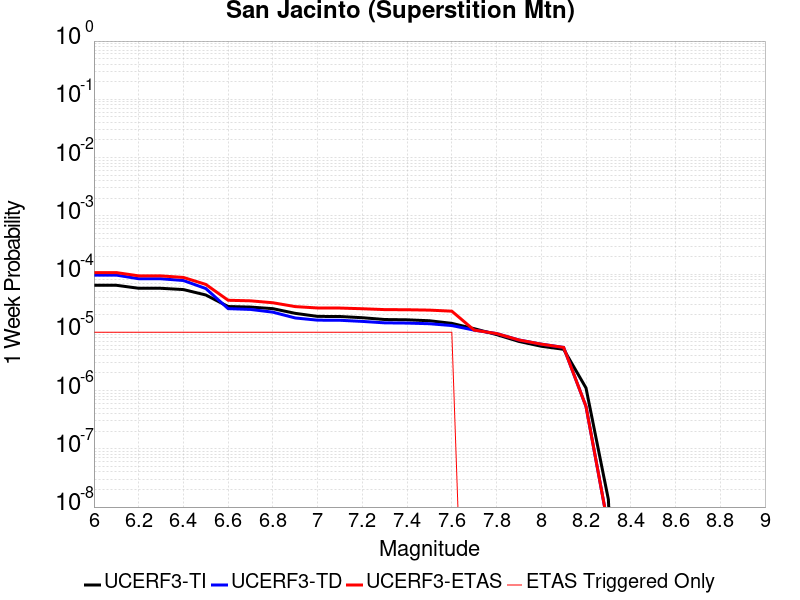 San Jacinto (Superstition Mtn)
1 Week Probability
10^0
10^-1
10^-2
10^-3
10^-4
10^-5
10^-6
10^-7
10^-8
6 6.2 6.4 6.6 6.8 7 7.2 7.4 7.6 7.8 8 8.2 8.4 8.6 8.8 9
Magnitude
UCERF3-TI UCERF3-TD UCERF3-ETAS ETAS Triggered Only